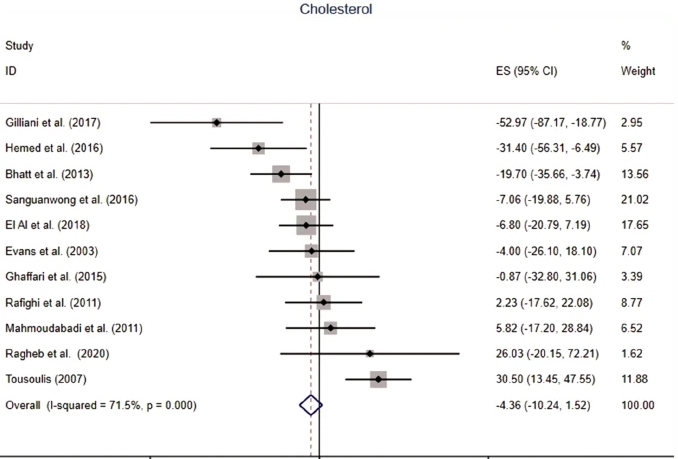 Cholesterol
Study %
ID ES (95% CI) Weight
Gilliani et al. (2017) -52.97 (-87.17, -18.77) 2.95
Hemed et al. (2016) -31.40 (-56.31, -6.49) 5.57
Bhatt et al. (2013) -19.70 (-35.66, -3.74) 13.56
Sanguanwong et al. (2016) -7.06 (-19.88, 5.76) 21.02
El Al et al. (2018) -6.80 (-20.79, 7.19) 17.65
Evans et al. (2003) -4.00 (-26.10, 18.10) 7.07
Ghaffari et al. (2015) -0.87 (-32.80, 31.06) 3.39
Rafighi et al. (2011) 2.23 (-17.62, 22.08) 8.77
Mahmoudabadi et al. (2011) 5.82 (-17.20, 28.84) 6.52
Ragheb et al. (2020) 26.03 (-20.15, 72.21) 1.62
Tousoulis (2007) 30.50 (13.45, 47.55) 11.88
Overall (I-squared = 71.5%, p = 0.000) -4.36 (-10.24, 1.52) 100.00